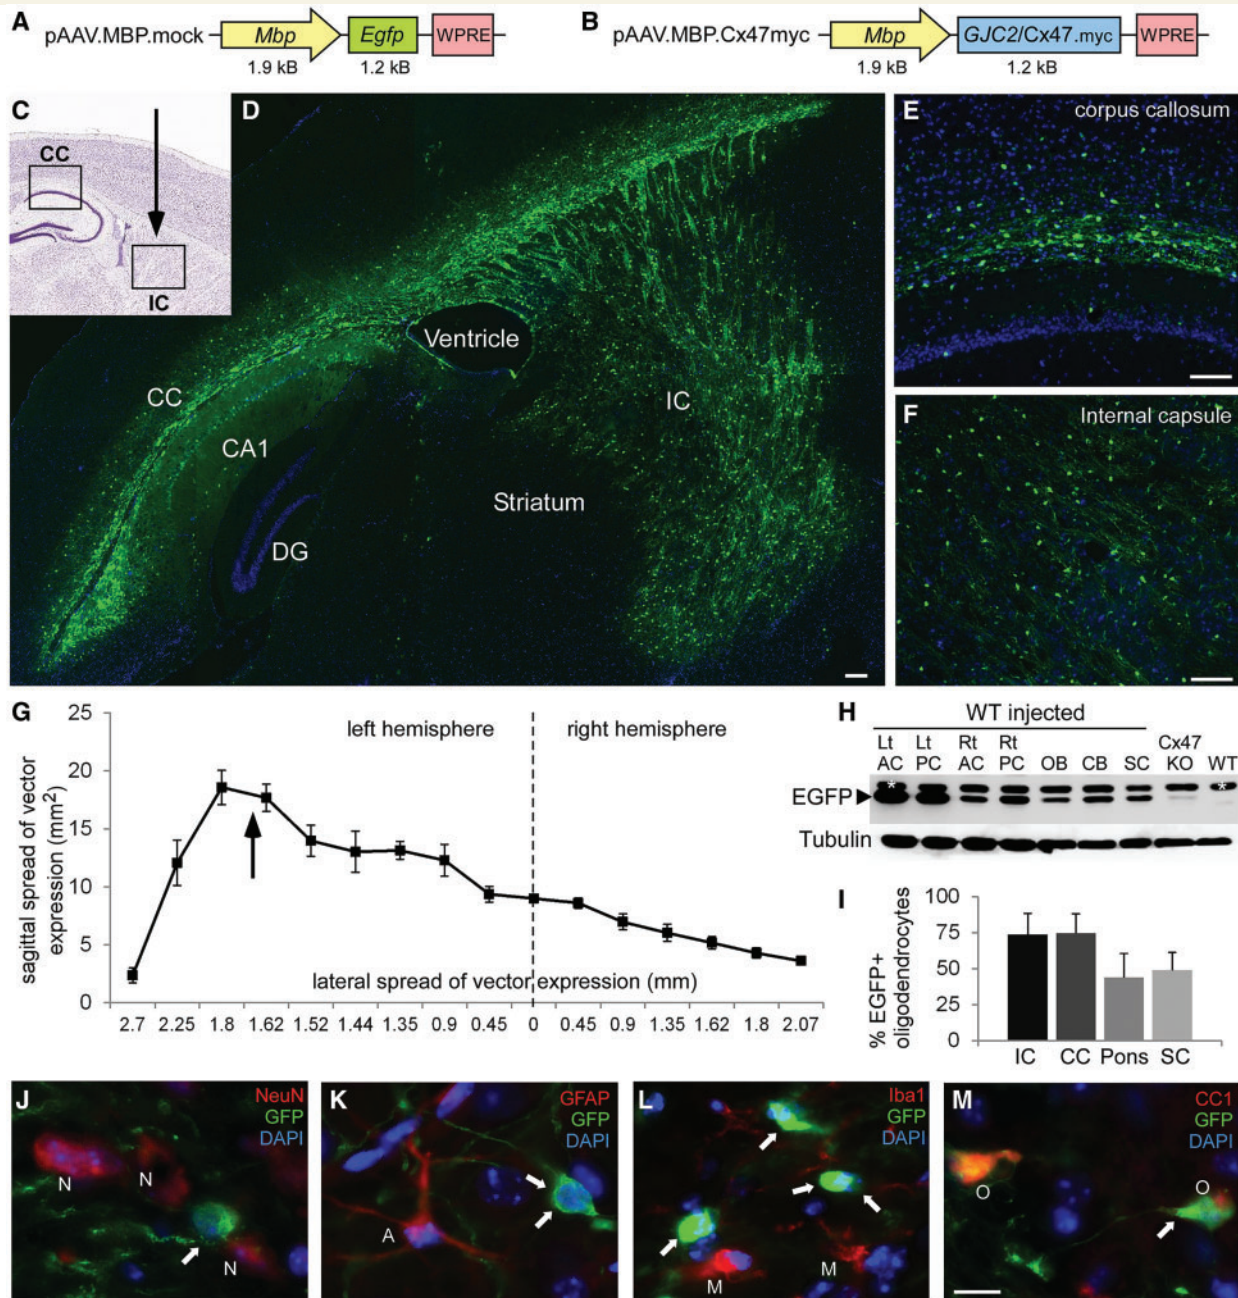 A pAAV.MBP.mock Mbp Egfp WPRE
1.9 kB 1.2 kB
B pAAV.MBP.Cx47myc Mbp GJC2/Cx47.myc WPRE
1.9 kB 1.2 kB
C
CC
IC
D
Ventricle
CC
IC
CA1
Striatum
DG
E corpus callosum
F Internal capsule
G
left hemisphere right hemisphere
sagittal spread of vector
expression (mm²)
25
20
15
10
5
0
lateral spread of vector expression (mm)
2.7 2.25 1.8 1.62 1.52 1.44 1.35 0.9 0.45 0 0.45 0.9 1.35 1.62 1.8 2.07
H WT injected
Lt Lt Rt Rt Cx47
AC PC AC PC OB CB SC KO WT
* *
EGFP
Tubulin
I
% EGFP+
oligodendrocytes
100
75
50
25
0
IC CC Pons SC
J NeuN
GFP
DAPI
N N
N
K GFAP
GFP
DAPI
A
L Iba1
GFP
DAPI
M M
M CC1
GFP
DAPI
O O